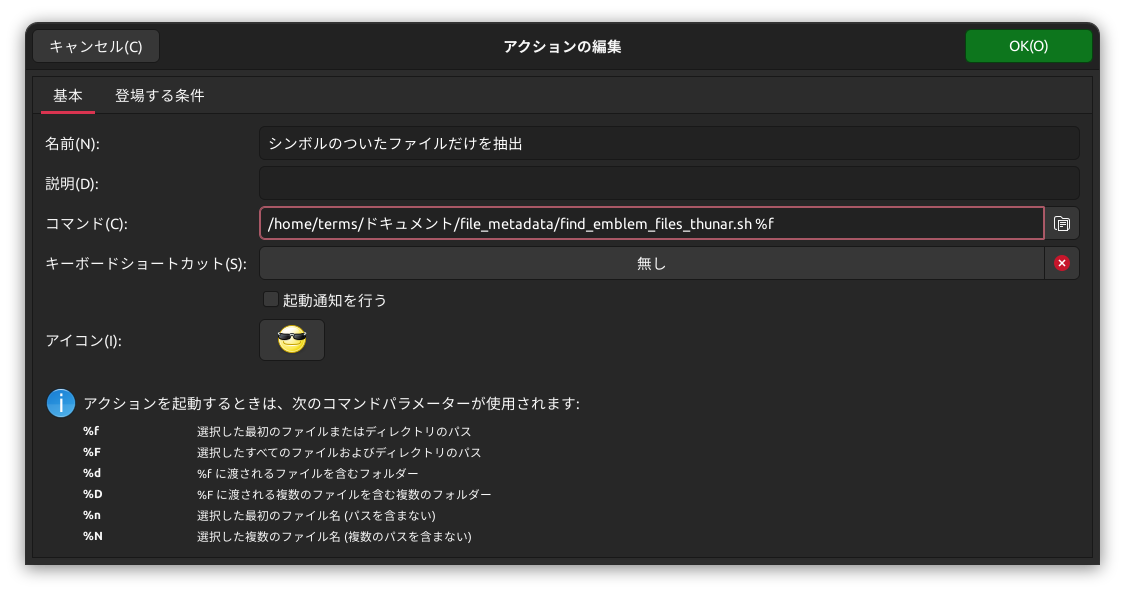 キャンセル(C) アクションの編集 OK(O)
基本 登場する条件
名前(N): シンボルのついたファイルだけを抽出
説明(D):
コマンド(C): /home/terms/ドキュメント/file_metadata/find_emblem_files_thunar.sh %f
キーボードショートカット(S): 無し
起動通知を行う
アイコン(I):
アクションを起動するときは、次のコマンドパラメーターが使用されます:
%f 選択した最初のファイルまたはディレクトリのパス
%F 選択したすべてのファイルおよびディレクトリのパス
%d %f に渡されるファイルを含むフォルダー
%D %F に渡される複数のファイルを含む複数のフォルダー
%n 選択した最初のファイル名 (パスを含まない)
%N 選択した複数のファイル名 (複数のパスを含まない)